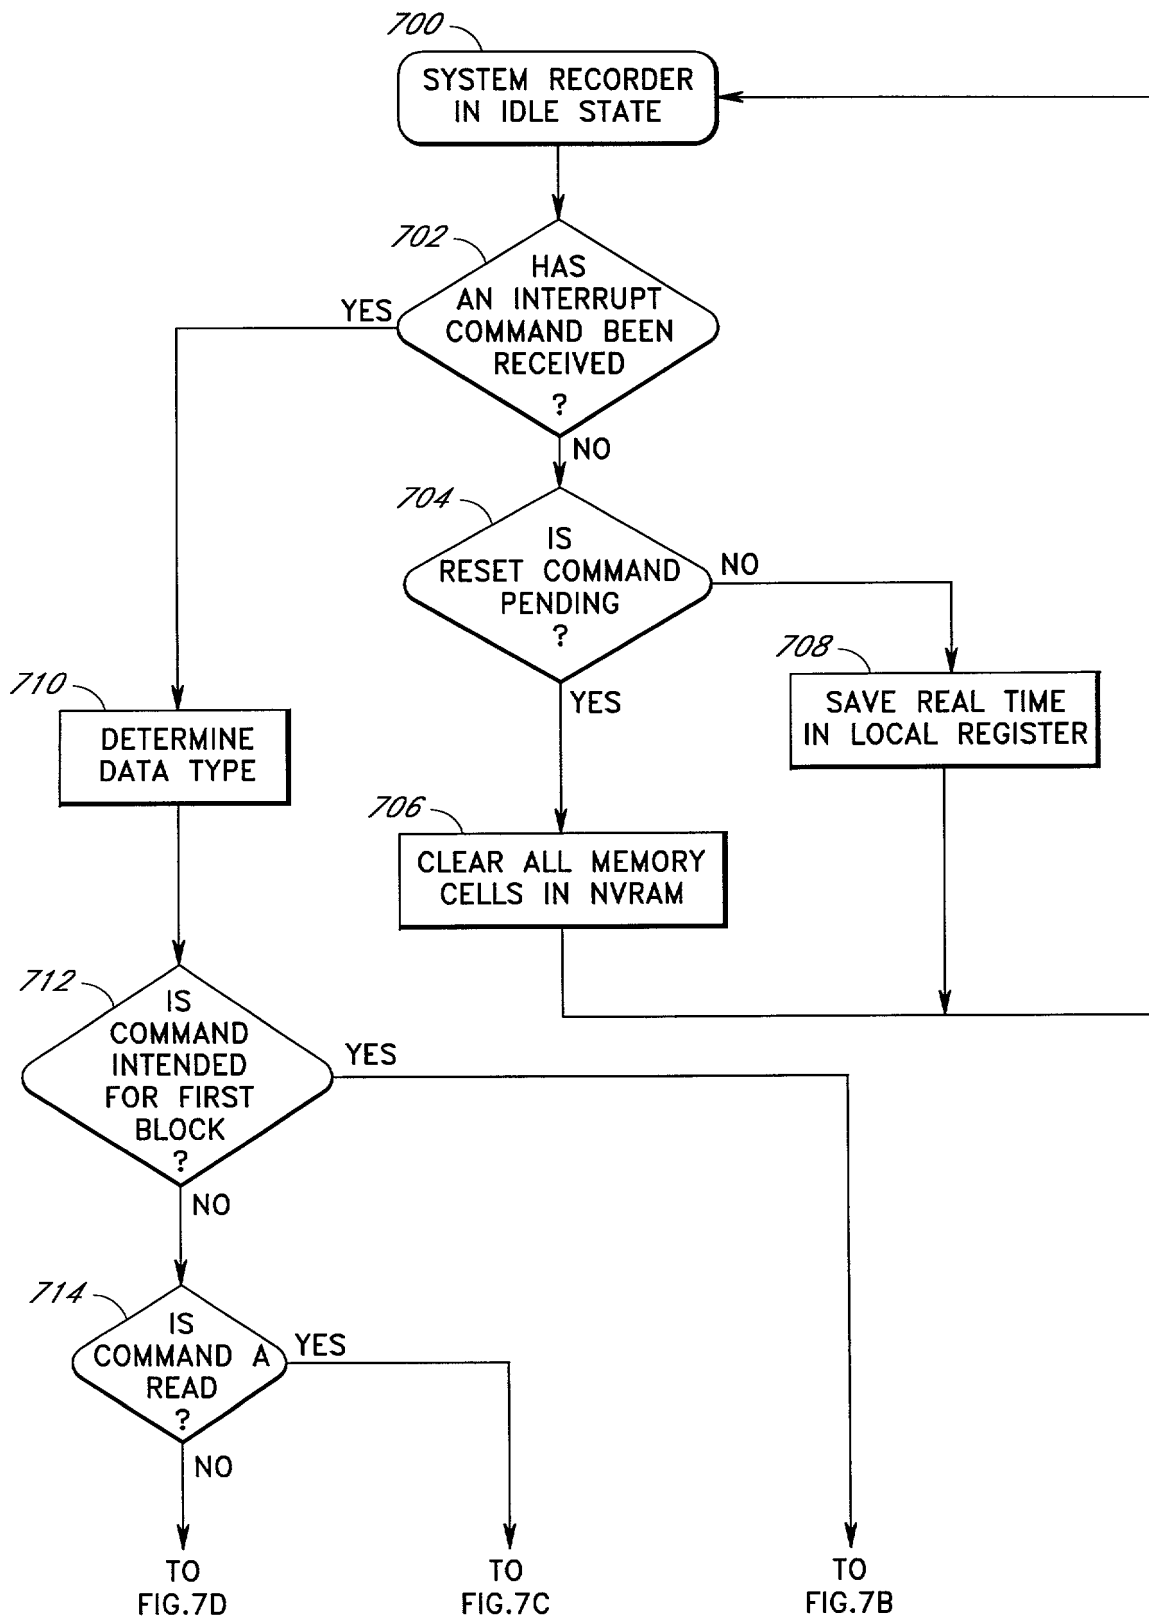 700
SYSTEM RECORDER
IN IDLE STATE
702
HAS
AN INTERRUPT
COMMAND BEEN
RECEIVED
?
YES
NO
704
IS
RESET COMMAND
PENDING
?
NO
YES
708
SAVE REAL TIME
IN LOCAL REGISTER
710
DETERMINE
DATA TYPE
706
CLEAR ALL MEMORY
CELLS IN NVRAM
712
IS
COMMAND
INTENDED
FOR FIRST
BLOCK
?
YES
NO
714
IS
COMMAND A
READ
?
YES
NO
TO
FIG.7D
TO
FIG.7C
TO
FIG.7B